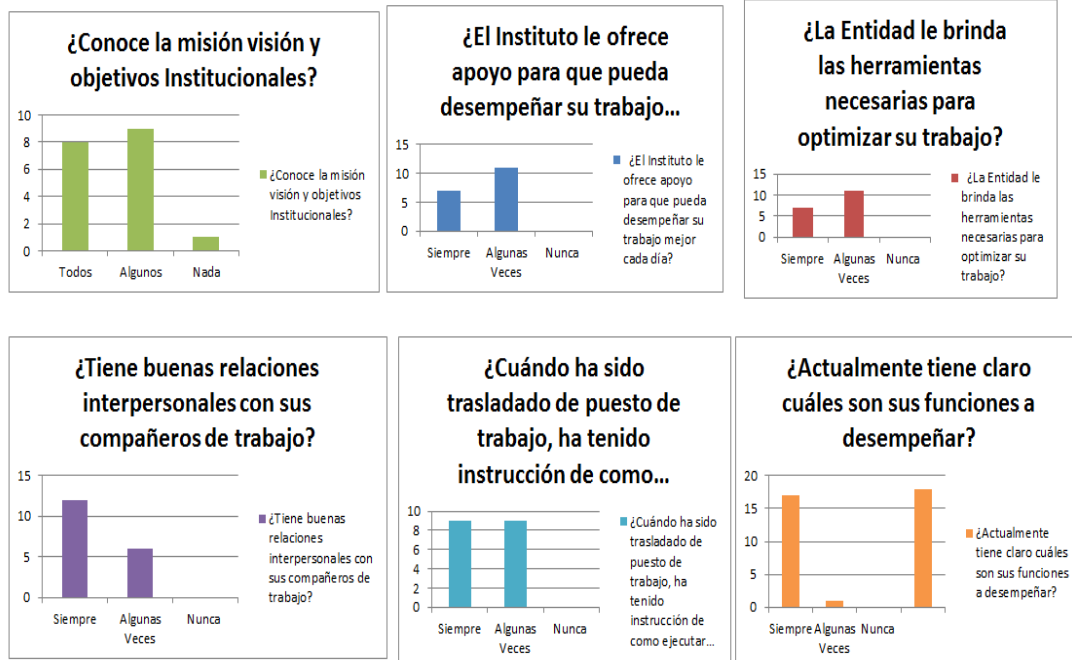 ¿Conoce la misión visión y
objetivos Institucionales?
10
8
6
4
2
0
Todos Algunos Nada
¿Conoce la misión
visión y objetivos
Institucionales?
¿El Instituto le ofrece
apoyo para que pueda
desempeñar su trabajo...
15
10
5
0
Siempre Algunas Nunca
Veces
¿El Instituto le
ofrece apoyo
para que pueda
desempeñar su
trabajo mejor
cada día?
¿La Entidad le brinda
las herramientas
necesarias para
optimizar su trabajo?
15
10
5
0
Siempre Algunas Nunca
Veces
¿La Entidad le
brinda las
herramientas
necesarias para
optimizar su
trabajo?
¿Tiene buenas relaciones
interpersonales con sus
compañeros de trabajo?
15
10
5
0
Siempre Algunas Nunca
Veces
¿Tiene buenas
relaciones
interpersonales con
sus compañeros de
trabajo?
¿Cuándo ha sido
trasladado de puesto de
trabajo, ha tenido
instrucción de como...
10
8
6
4
2
0
Siempre Algunas Nunca
Veces
¿Cuándo ha sido
trasladado de
puesto de
trabajo, ha
tenido
instrucción de
como ejecutar...
¿Actualmente tiene claro
cuáles son sus funciones a
desempeñar?
20
15
10
5
0
Siempre Algunas Nunca
Veces
¿Actualmente
tiene claro cuáles
son sus funciones
a desempeñar?